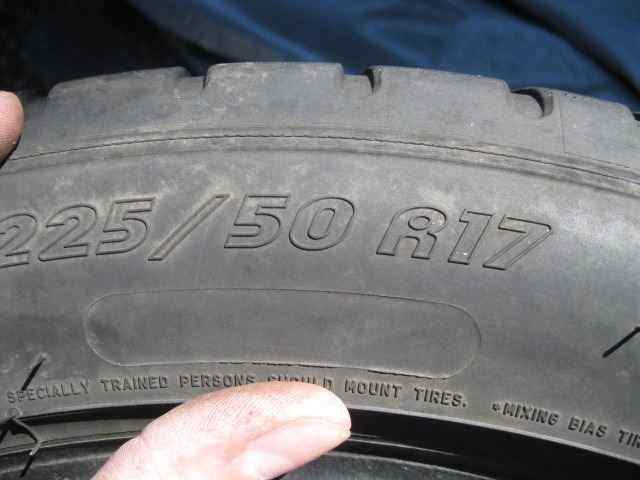 225/50 R17
SPECIALLY TRAINED PERSONS SHOULD MOUNT TIRES. *MIXING BIAS